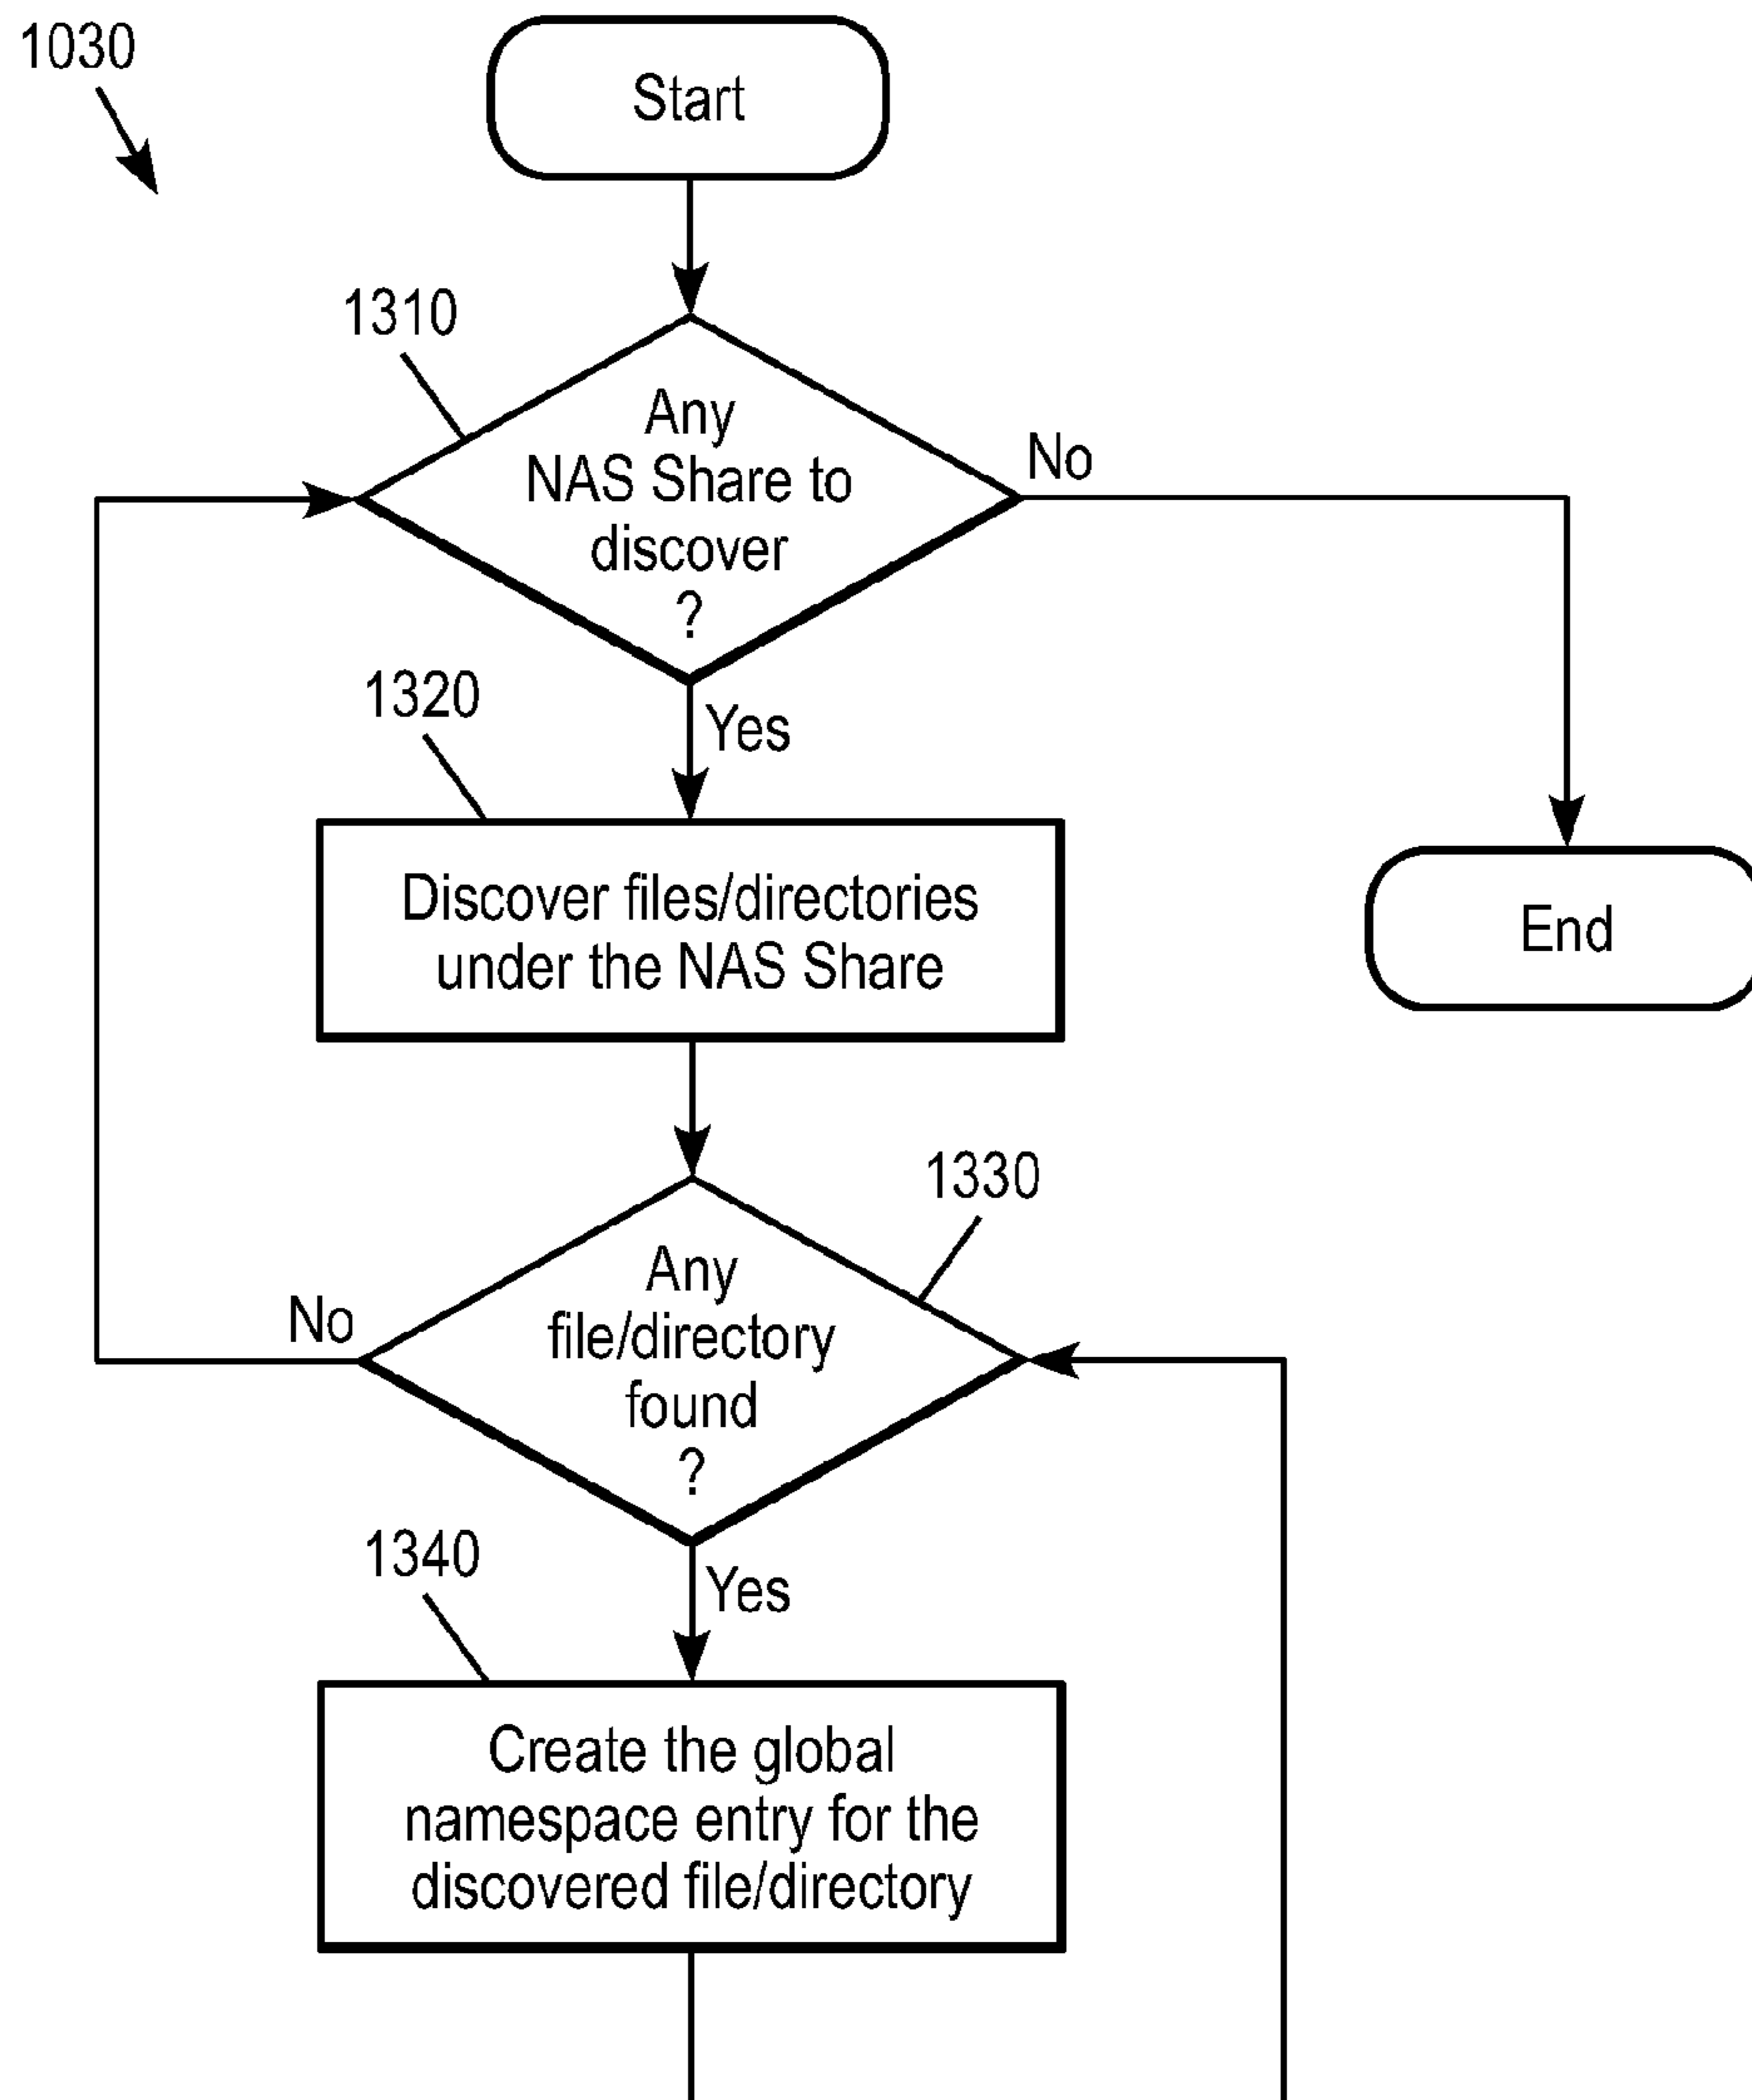 1030
Start
1310
Any
NAS Share to
discover
?
No
1320
Yes
Discover files/directories
under the NAS Share
End
1330
Any
file/directory
found
?
No
1340
Yes
Create the global
namespace entry for the
discovered file/directory